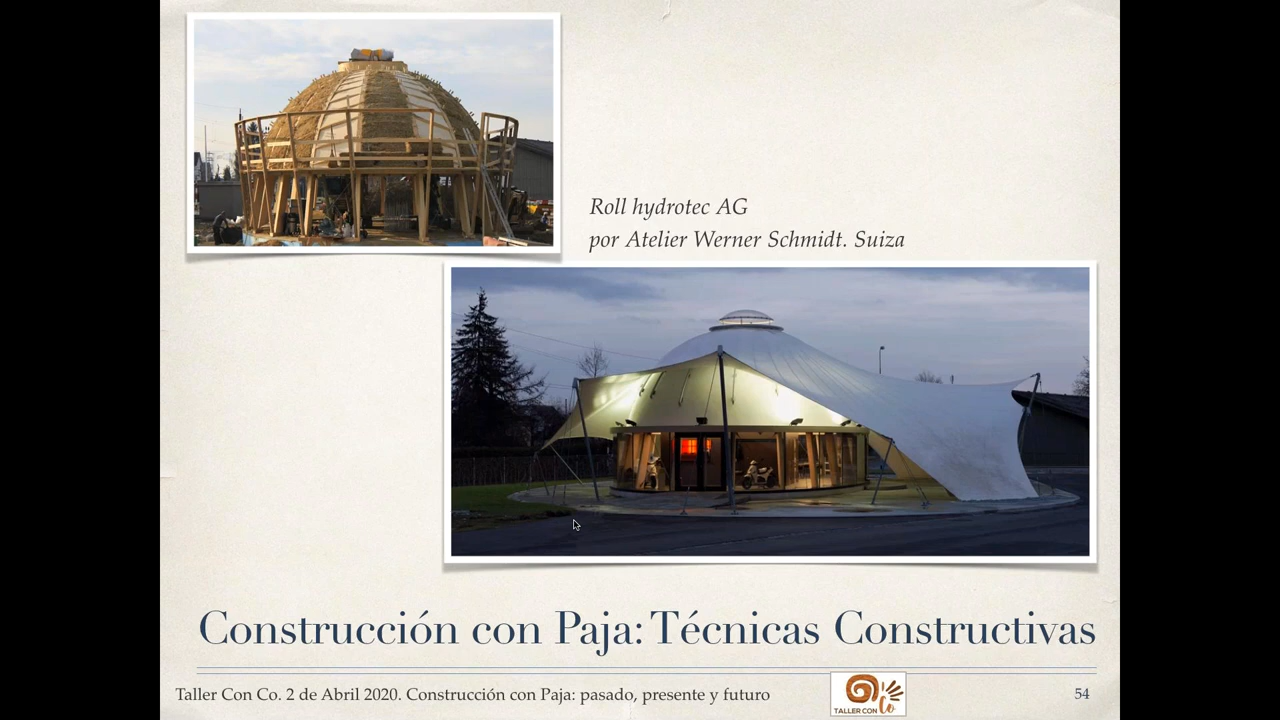 Roll hydrotec AG
por Atelier Werner Schmidt. Suiza
Construcción con Paja: Técnicas Constructivas
Taller Con Co. 2 de Abril 2020. Construcción con Paja: pasado, presente y futuro
TALLER CON Co
54